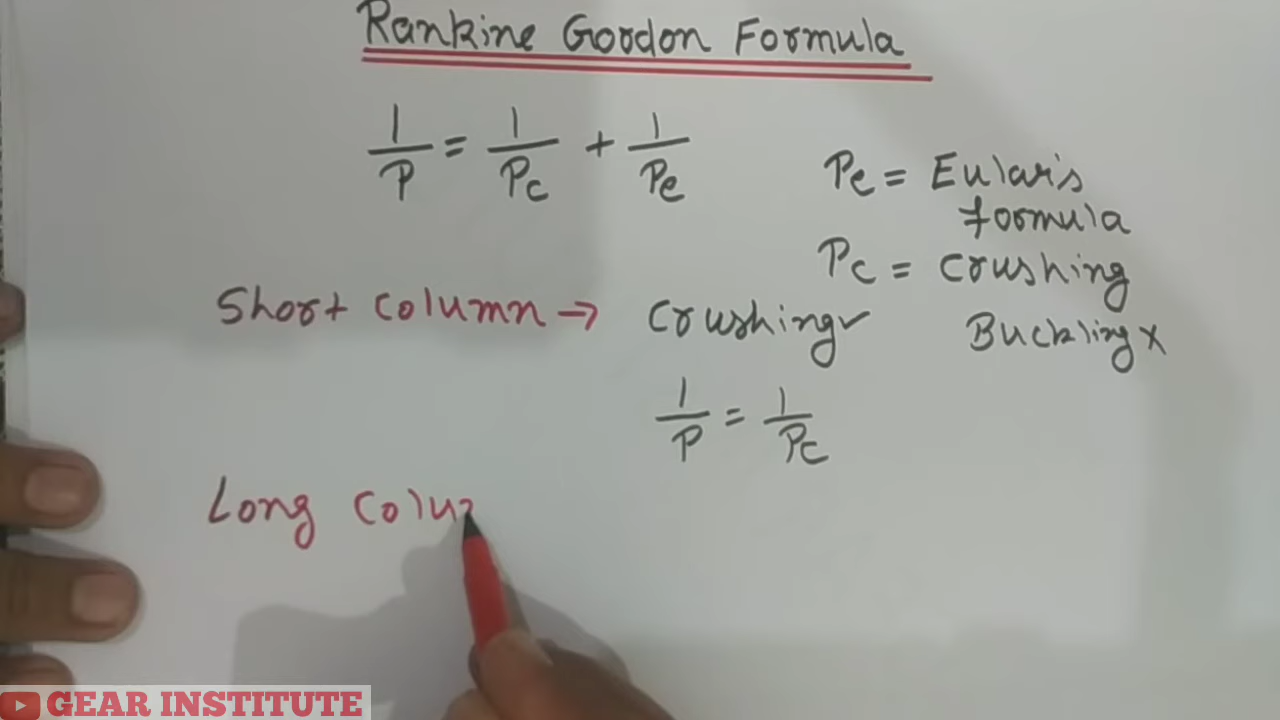 Rankine Gordon Formula
1/P = 1/Pc + 1/Pe
Pe = Eular's
formula
Pc = crushing
Short column → crushing✓ Buckling x
1/P = 1/Pc
Long Colu
GEAR INSTITUTE